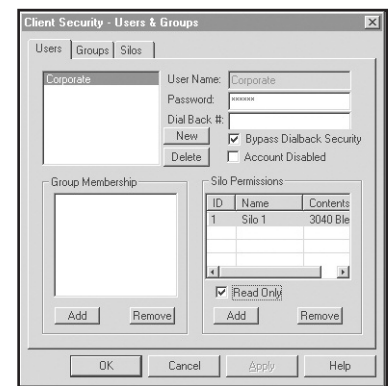 Client Security - Users & Groups
Users Groups Silos
Corporate
User Name: Corporate
Password: xxxxxx
Dial Back #:
New
Bypass Dialback Security
Delete
Account Disabled
Group Membership
Silo Permissions
ID Name Contents
1 Silo 1 3040 Ble
Read Only
Add Remove
Add Remove
OK Cancel Apply Help